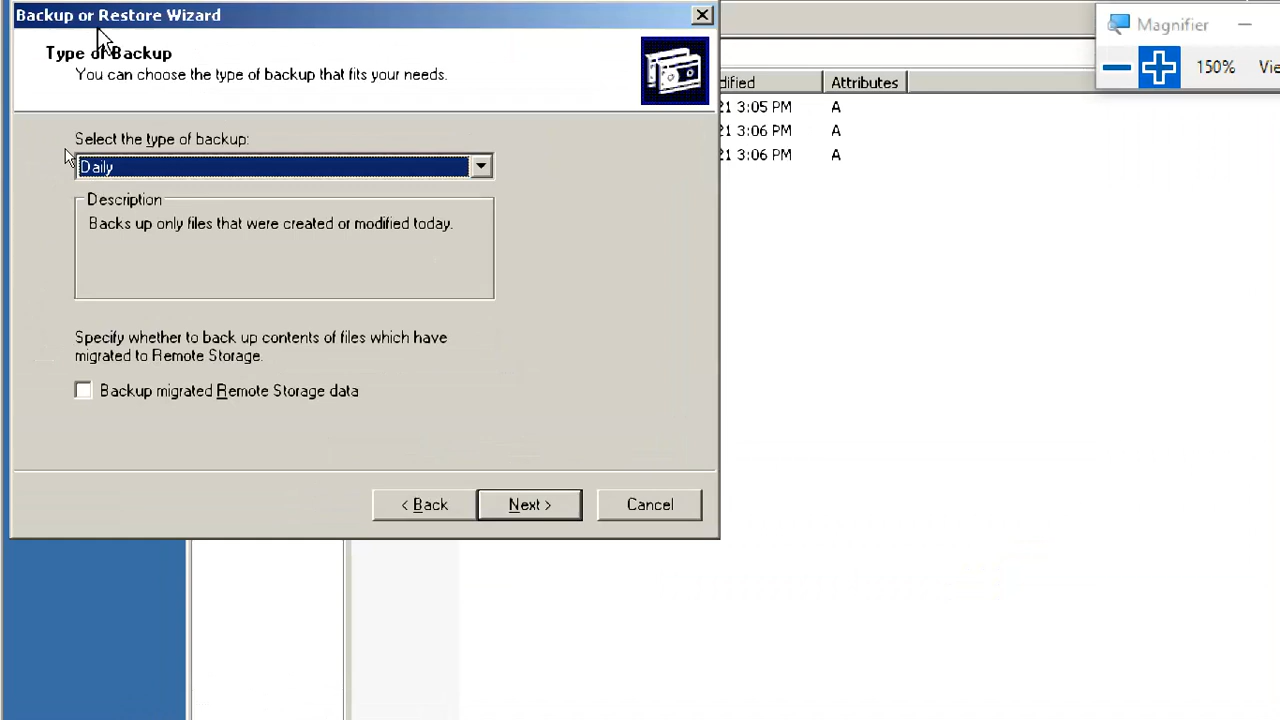 Backup or Restore Wizard
Type of Backup
You can choose the type of backup that fits your needs.
Select the type of backup:
Daily
Description
Backs up only files that were created or modified today.
Specify whether to back up contents of files which have
migrated to Remote Storage.
Backup migrated Remote Storage data
< Back
Next >
Cancel
Attributes
21 3:05 PM A
21 3:06 PM A
21 3:06 PM A
Magnifier
150%